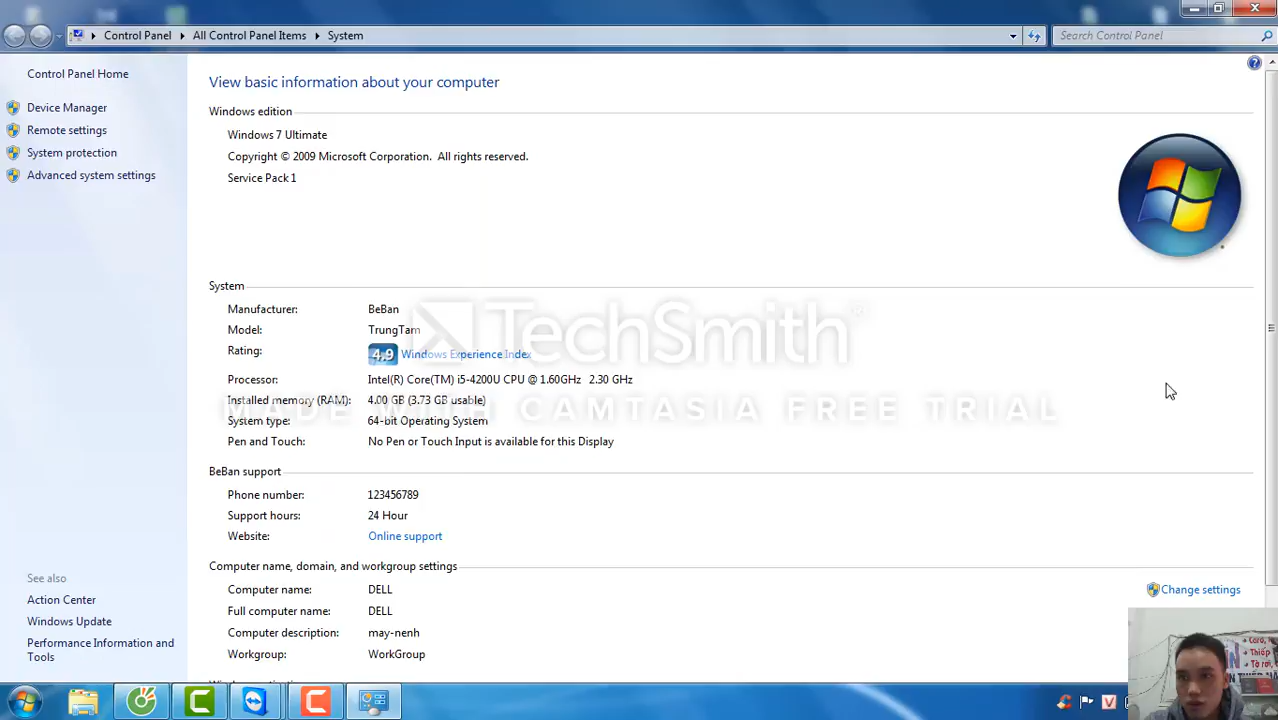 Control Panel ▸ All Control Panel Items ▸ System
Search Control Panel
Control Panel Home
Device Manager
Remote settings
System protection
Advanced system settings
See also
Action Center
Windows Update
Performance Information and
Tools
View basic information about your computer
Windows edition
Windows 7 Ultimate
Copyright © 2009 Microsoft Corporation. All rights reserved.
Service Pack 1
System
Manufacturer: BeBan
Model: TrungTam
Rating: 4,9 Windows Experience Index
Processor: Intel(R) Core(TM) i5-4200U CPU @ 1.60GHz 2.30 GHz
Installed memory (RAM): 4.00 GB (3.73 GB usable)
System type: 64-bit Operating System
Pen and Touch: No Pen or Touch Input is available for this Display
TechSmith
MADE WITH CAMTASIA FREE TRIAL
BeBan support
Phone number: 123456789
Support hours: 24 Hour
Website: Online support
Computer name, domain, and workgroup settings
Computer name: DELL
Change settings
Full computer name: DELL
Computer description: may-nenh
Workgroup: WorkGroup
Thiếp
Tờ rơi,